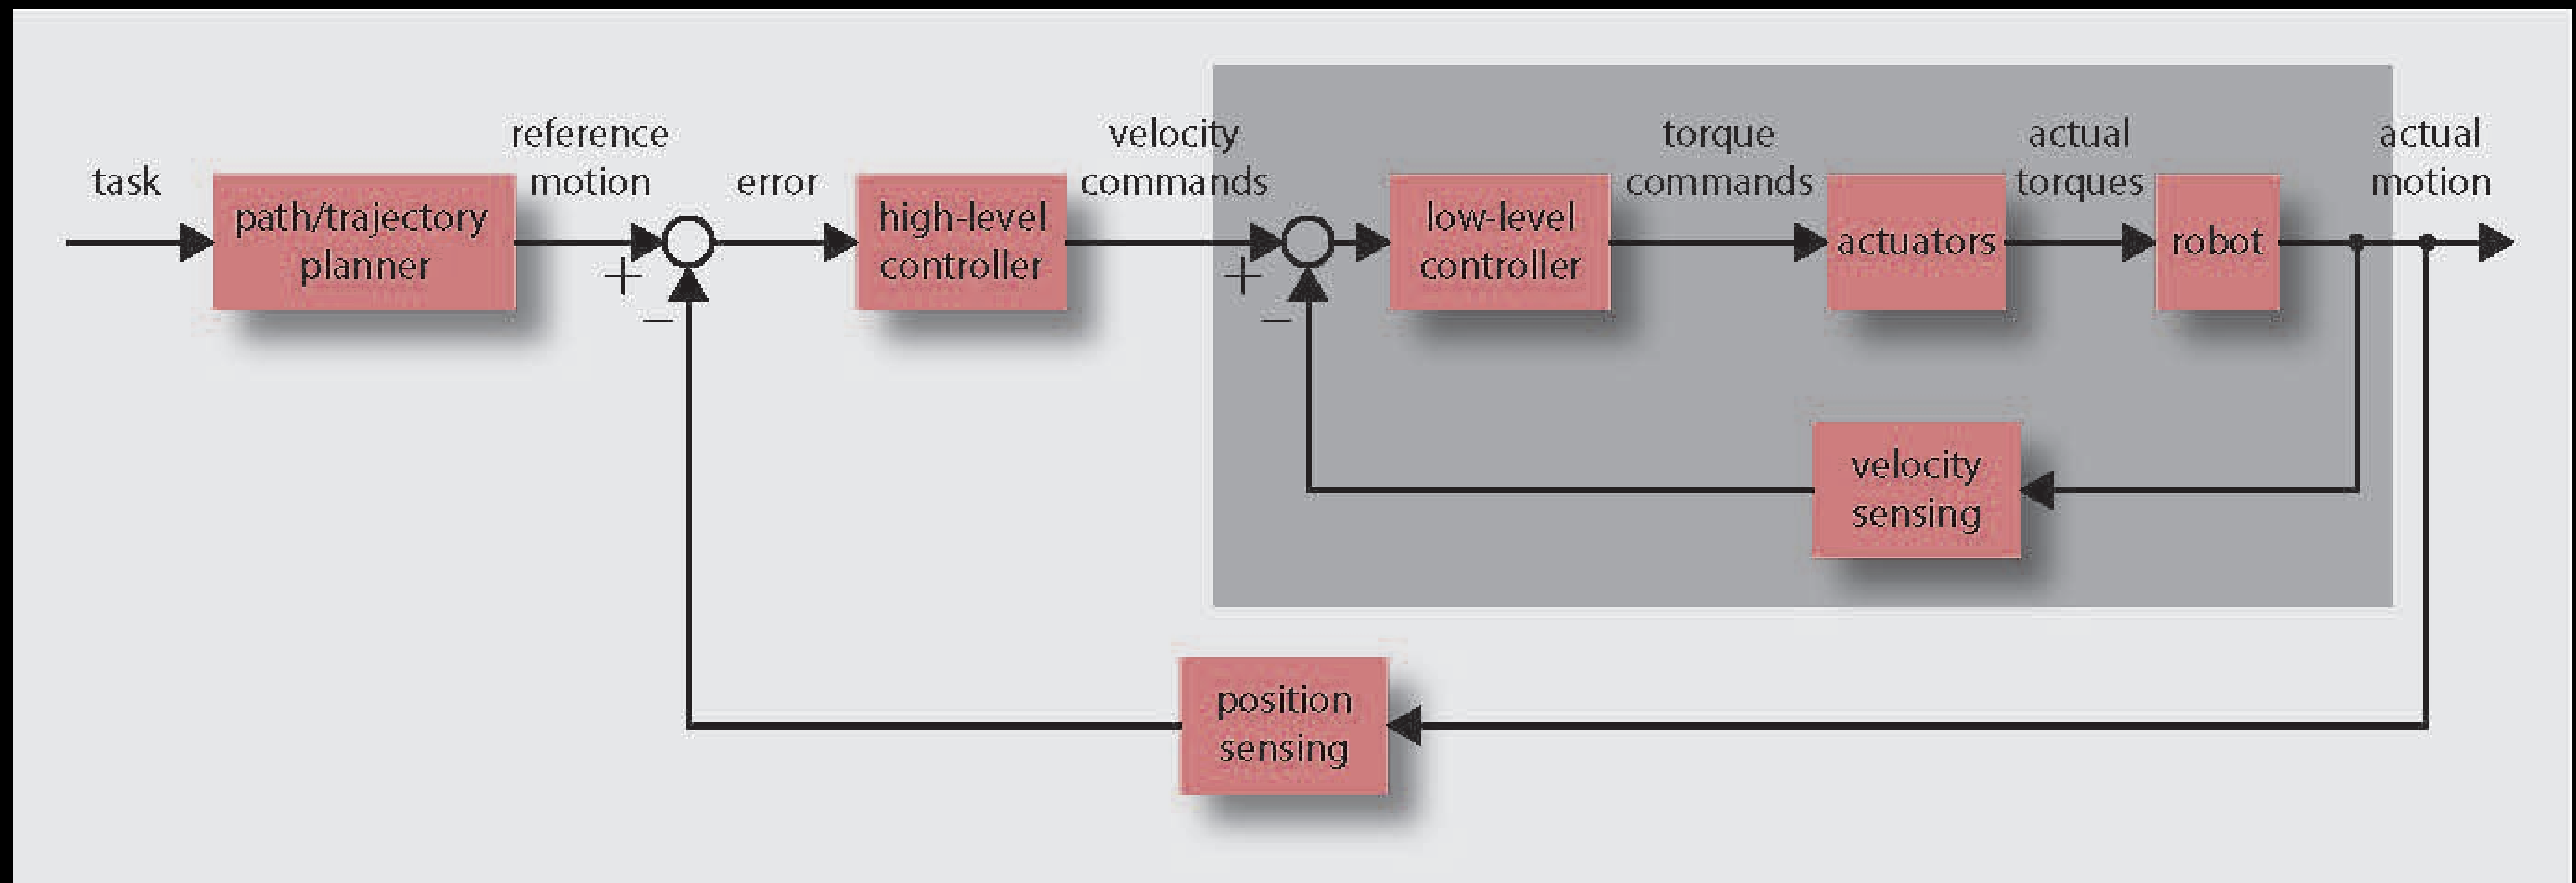 task
path/trajectory
planner
reference
motion
+
−
error
high-level
controller
velocity
commands
+
−
low-level
controller
torque
commands
actuators
actual
torques
robot
actual
motion
velocity
sensing
position
sensing